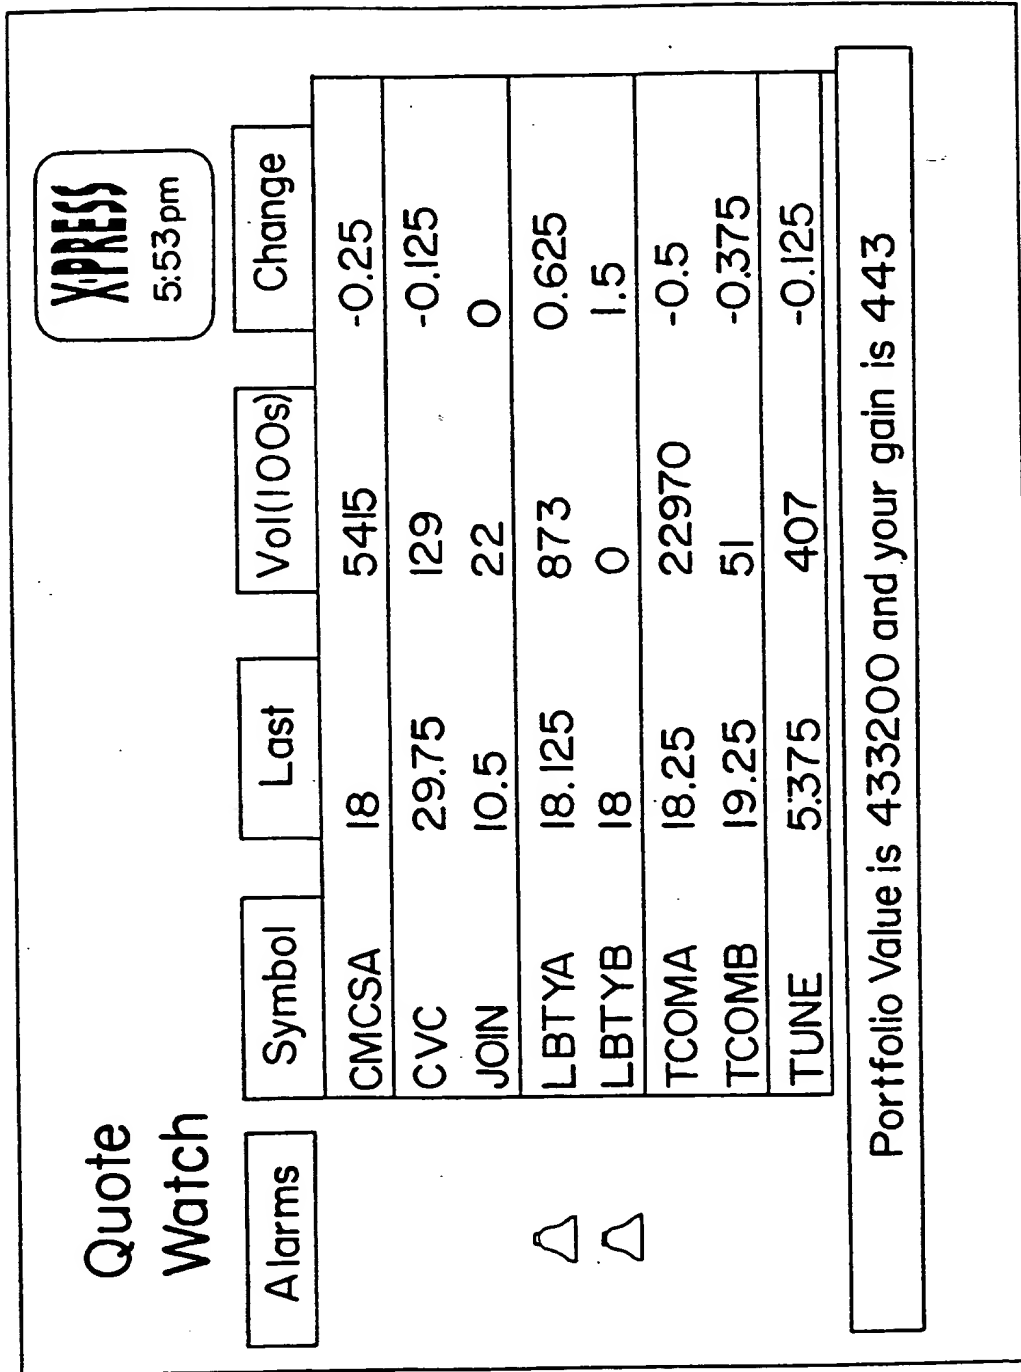 Quote
Watch
X·PRESS
5:53pm
Alarms Symbol Last Vol(100s) Change
CMCSA 18 5415 -0.25
CVC 29.75 129 -0.125
JOIN 10.5 22 0
LBTYA 18.125 873 0.625
LBTYB 18 0 1.5
TCOMA 18.25 22970 -0.5
TCOMB 19.25 51 -0.375
TUNE 5.375 407 -0.125
Portfolio Value is 433200 and your gain is 443